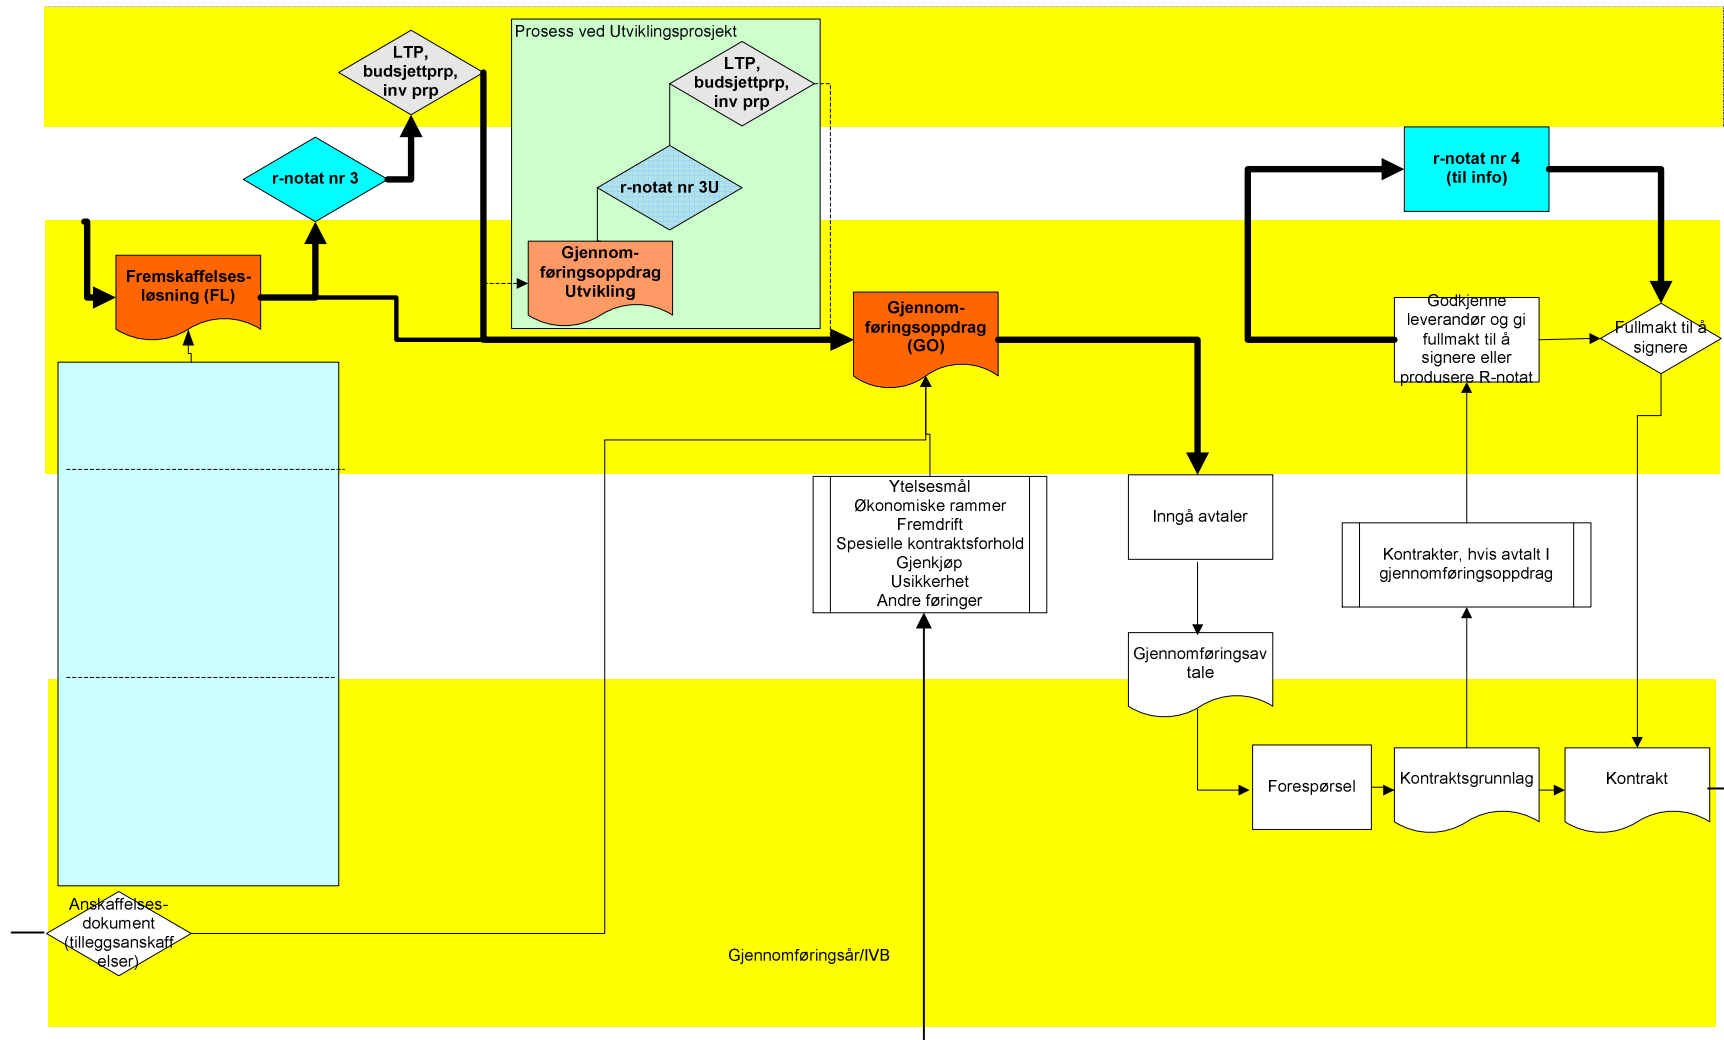 Prosess ved Utviklingsprosjekt
LTP,
budsjettprp,
inv prp
LTP,
budsjettprp,
inv prp
r-notat nr 3
r-notat nr 3U
r-notat nr 4
(til info)
Fremskaffelses-
løsning (FL)
Gjennom-
føringsoppdrag
Utvikling
Gjennom-
føringsoppdrag
(GO)
Godkjenne
leverandør og gi
fullmakt til å
signere eller
produsere R-notat
Fullmakt til å
signere
Ytelsesmål
Økonomiske rammer
Fremdrift
Spesielle kontraktsforhold
Gjenkjøp
Usikkerhet
Andre føringer
Inngå avtaler
Kontrakter, hvis avtalt I
gjennomføringsoppdrag
Gjennomføringsav
tale
Forespørsel
Kontraktsgrunnlag
Kontrakt
Anskaffelses-
dokument
(tilleggsanskaff
elser)
Gjennomføringsår/IVB